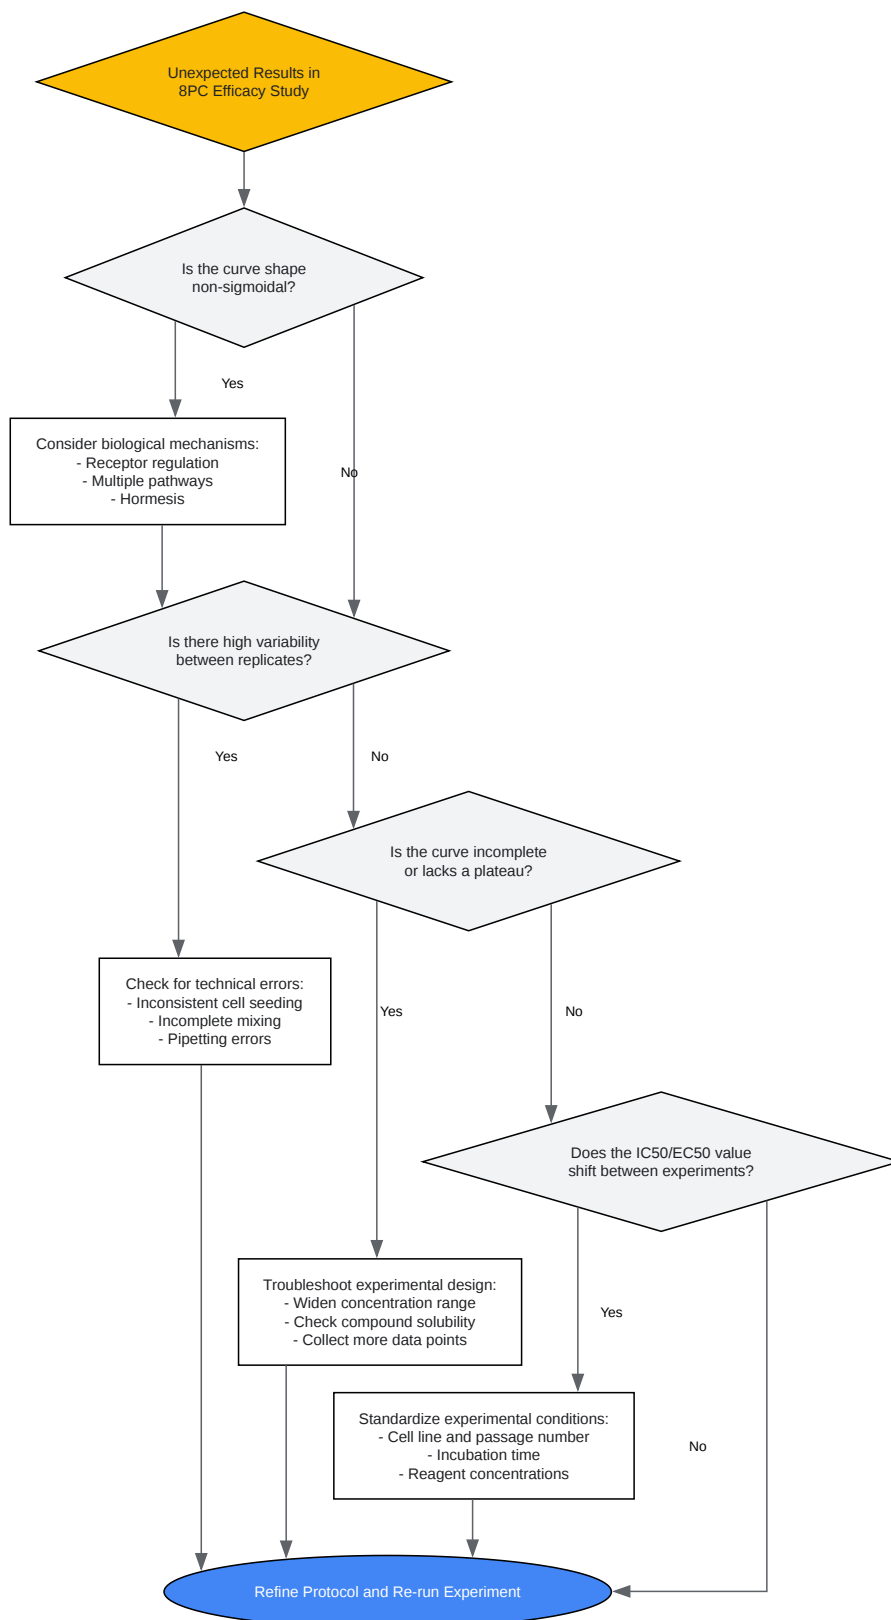 Unexpected Results in
8PC Efficacy Study
Is the curve shape
non-sigmoidal?
Yes
Consider biological mechanisms:
- Receptor regulation
- Multiple pathways
- Hormesis
No
Is there high variability
between replicates?
Yes
No
Is the curve incomplete
or lacks a plateau?
Check for technical errors:
- Inconsistent cell seeding
- Incomplete mixing
- Pipetting errors
Yes
No
Does the IC50/EC50 value
shift between experiments?
Troubleshoot experimental design:
- Widen concentration range
- Check compound solubility
- Collect more data points
Yes
Standardize experimental conditions:
- Cell line and passage number
- Incubation time
- Reagent concentrations
No
Refine Protocol and Re-run Experiment